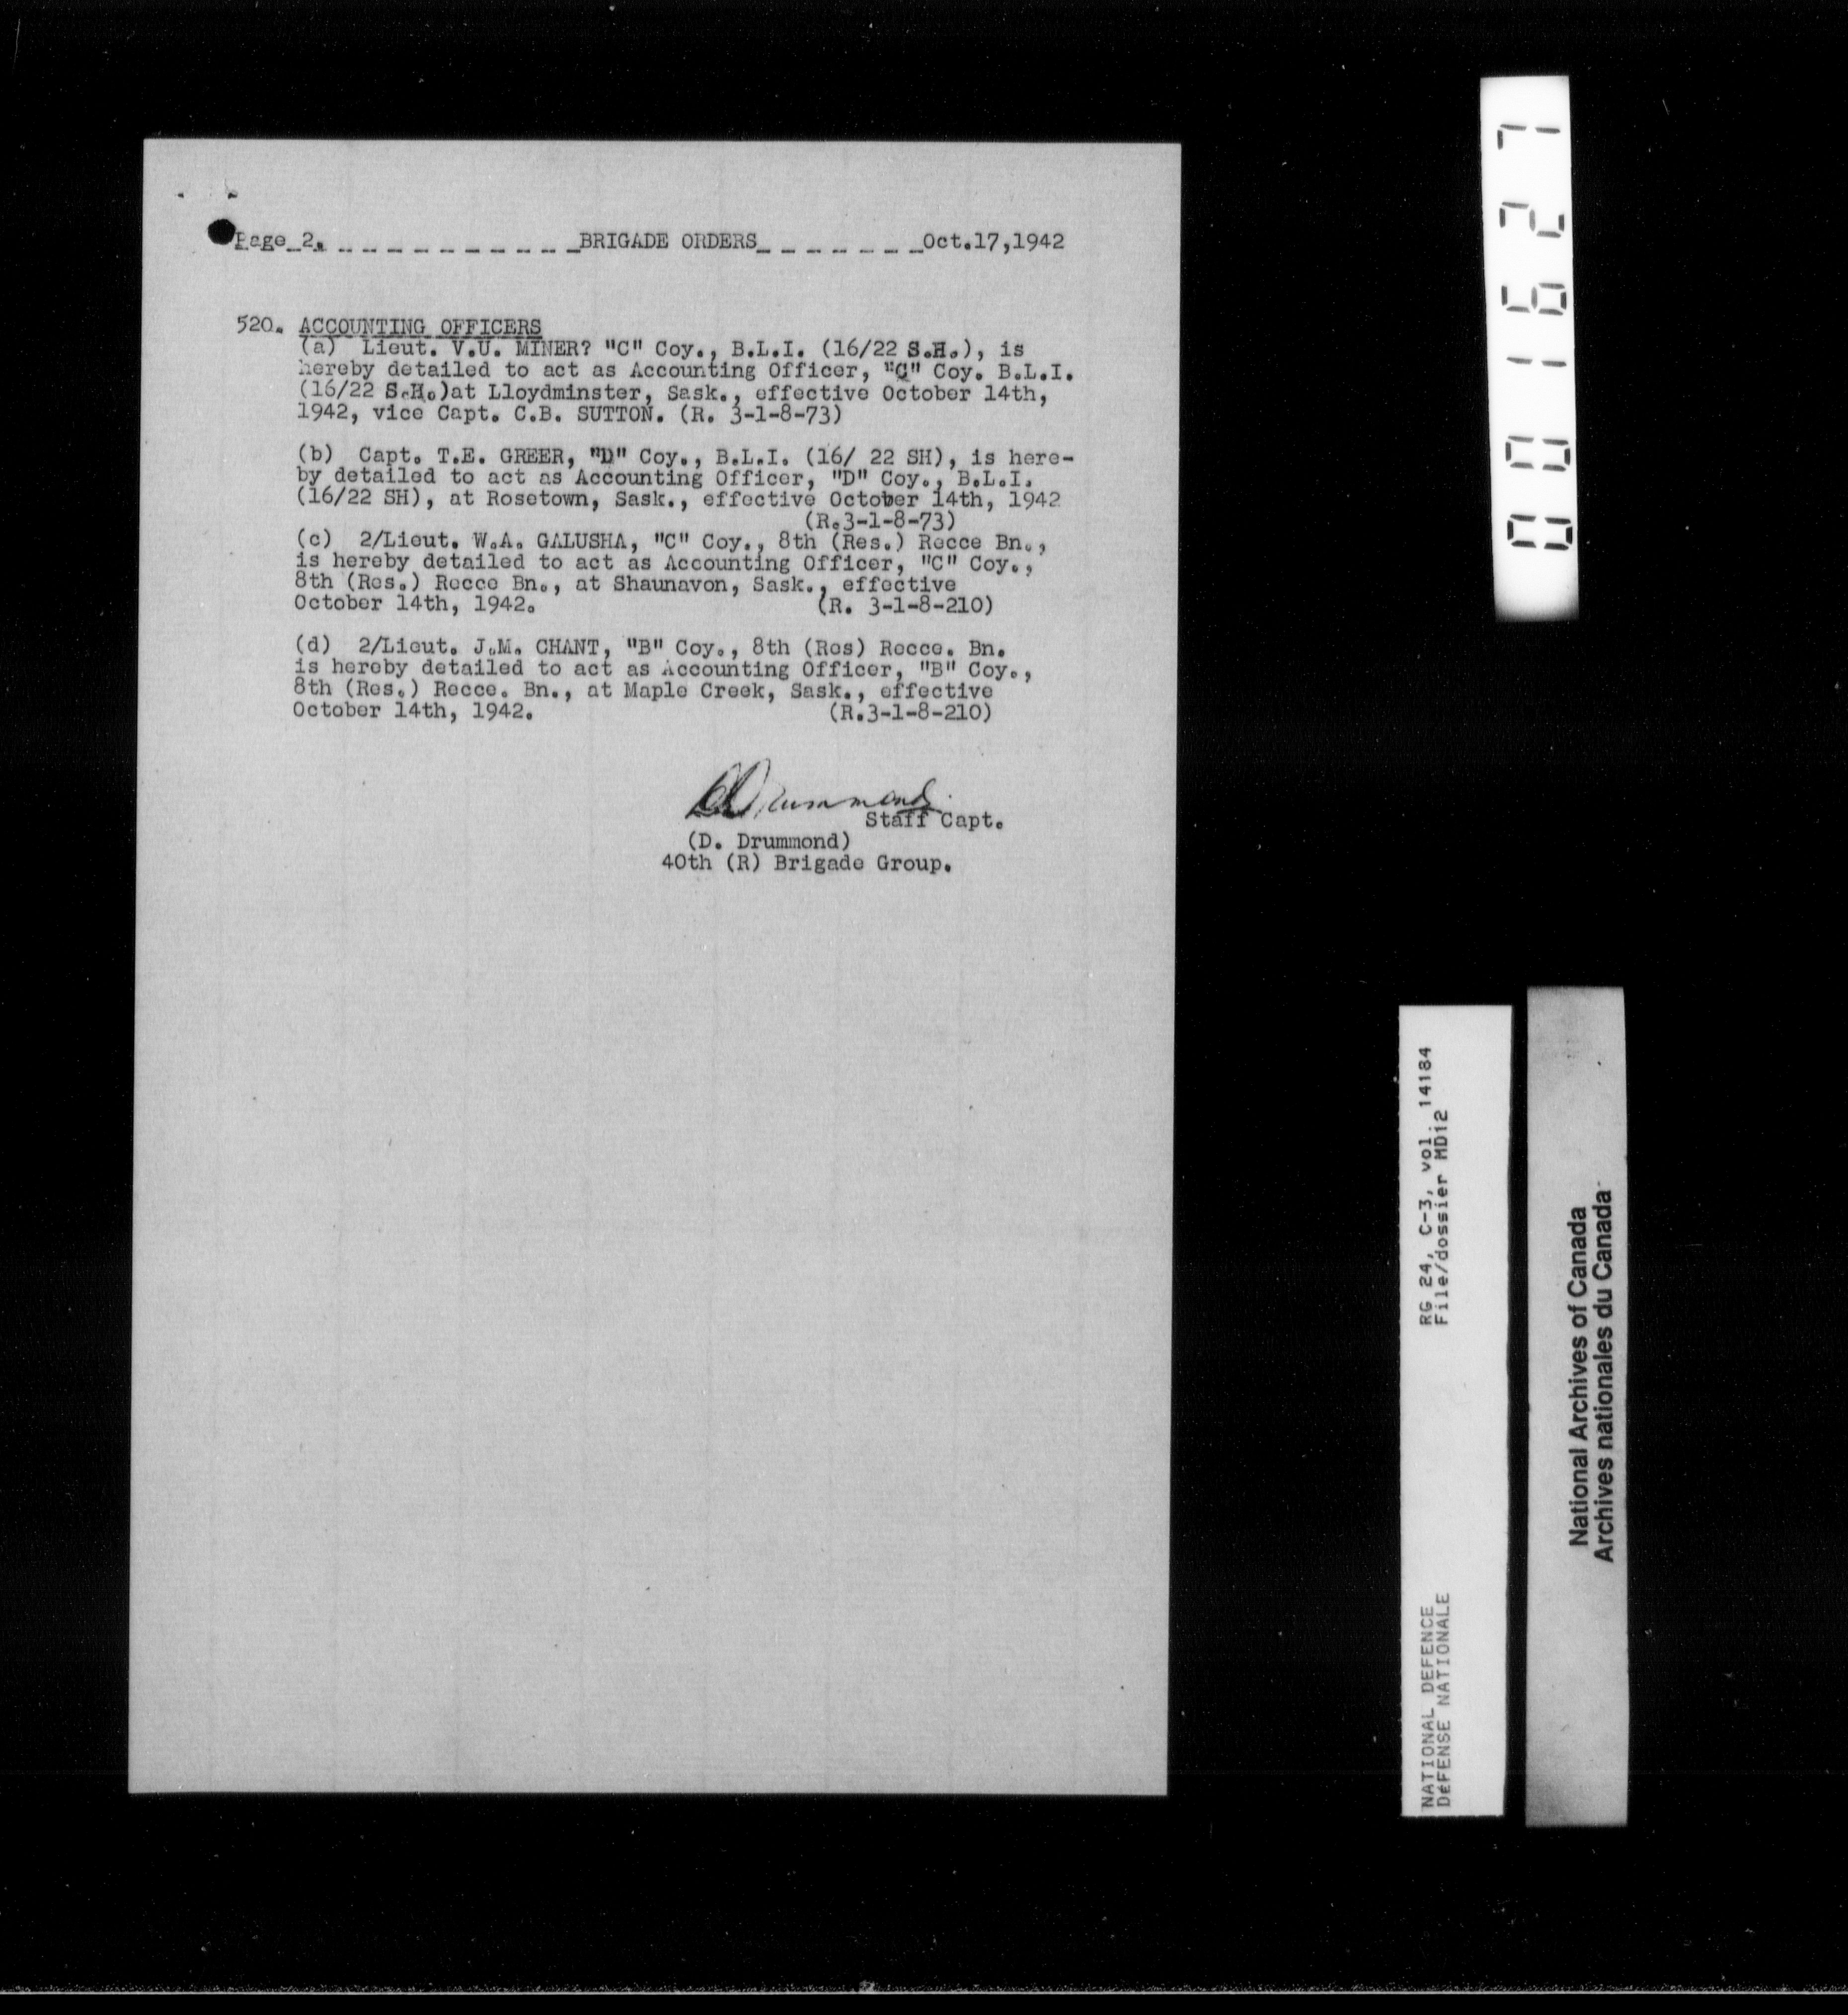 Page 2. _ _ _ _ _ _ _ _ _ _ _ BRIGADE ORDERS _ _ _ _ _ _ _ Oct.17,1942
520. ACCOUNTING OFFICERS
(a) Lieut. V.U. MINER? "C" Coy., B.L.I. (16/22 S.H.), is
hereby detailed to act as Accounting Officer, "C" Coy. B.L.I.
(16/22 S.H.)at Lloydminster, Sask., effective October 14th,
1942, vice Capt. C.B. SUTTON. (R. 3-1-8-73)
(b) Capt. T.E. GREER, "D" Coy., B.L.I. (16/ 22 SH), is here-
by detailed to act as Accounting Officer, "D" Coy., B.L.I.
(16/22 SH), at Rosetown, Sask., effective October 14th, 1942
(R.3-1-8-73)
(c) 2/Lieut. W.A. GALUSHA, "C" Coy., 8th (Res.) Recce Bn.,
is hereby detailed to act as Accounting Officer, "C" Coy.,
8th (Res.) Recce Bn., at Shaunavon, Sask., effective
October 14th, 1942. (R. 3-1-8-210)
(d) 2/Lieut. J.M. CHANT, "B" Coy., 8th (Res) Recce. Bn.
is hereby detailed to act as Accounting Officer, "B" Coy.,
8th (Res.) Recce. Bn., at Maple Creek, Sask., effective
October 14th, 1942. (R.3-1-8-210)
DDrummond
Staff Capt.
(D. Drummond)
40th (R) Brigade Group.
001627
RG 24, C-3, vol. 14184
File/dossier MD12
NATIONAL DEFENCE
DéFENSE NATIONALE
National Archives of Canada
Archives nationales du Canada